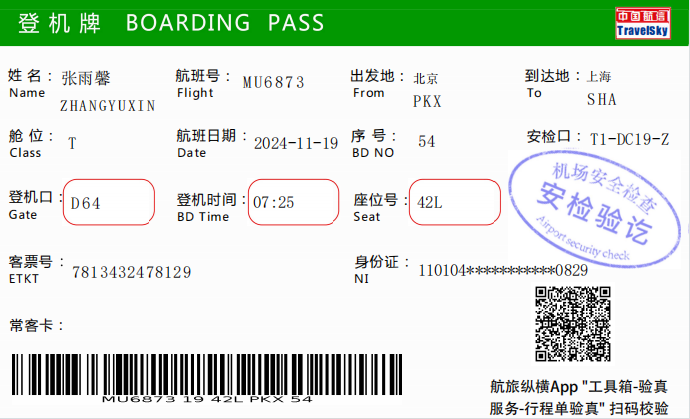 登机牌 BOARDING PASS
中国航信
TravelSky
姓名： 张雨馨 航班号： MU6873 出发地： 北京 到达地： 上海
Name ZHANGYUXIN Flight From PKX To SHA
舱位： T 航班日期： 2024-11-19 序号： 54 安检口： T1-DC19-Z
Class Date BD NO
机场安全检查
安检验讫
Airport security check
登机口： D64 登机时间： 07:25 座位号： 42L
Gate BD Time Seat
客票号： 7813432478129 身份证： 110104***********0829
ETKT NI
常客卡：
MU6873 19 42L PKX 54
航旅纵横App "工具箱-验真
服务-行程单验真" 扫码校验